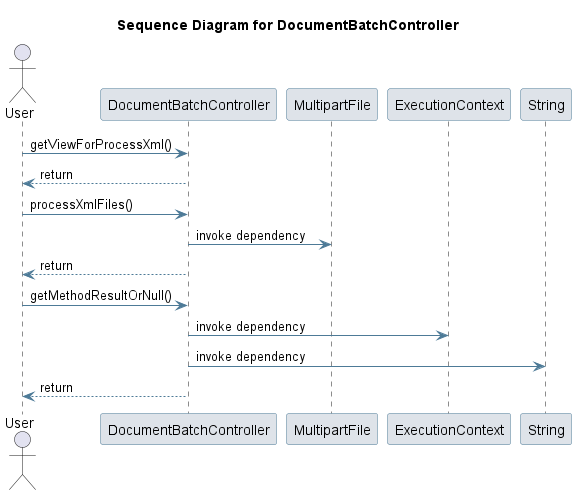 Sequence Diagram for DocumentBatchController
User
DocumentBatchController
MultipartFile
ExecutionContext
String
getViewForProcessXml()
return
processXmlFiles()
invoke dependency
return
getMethodResultOrNull()
invoke dependency
invoke dependency
return
User
DocumentBatchController
MultipartFile
ExecutionContext
String